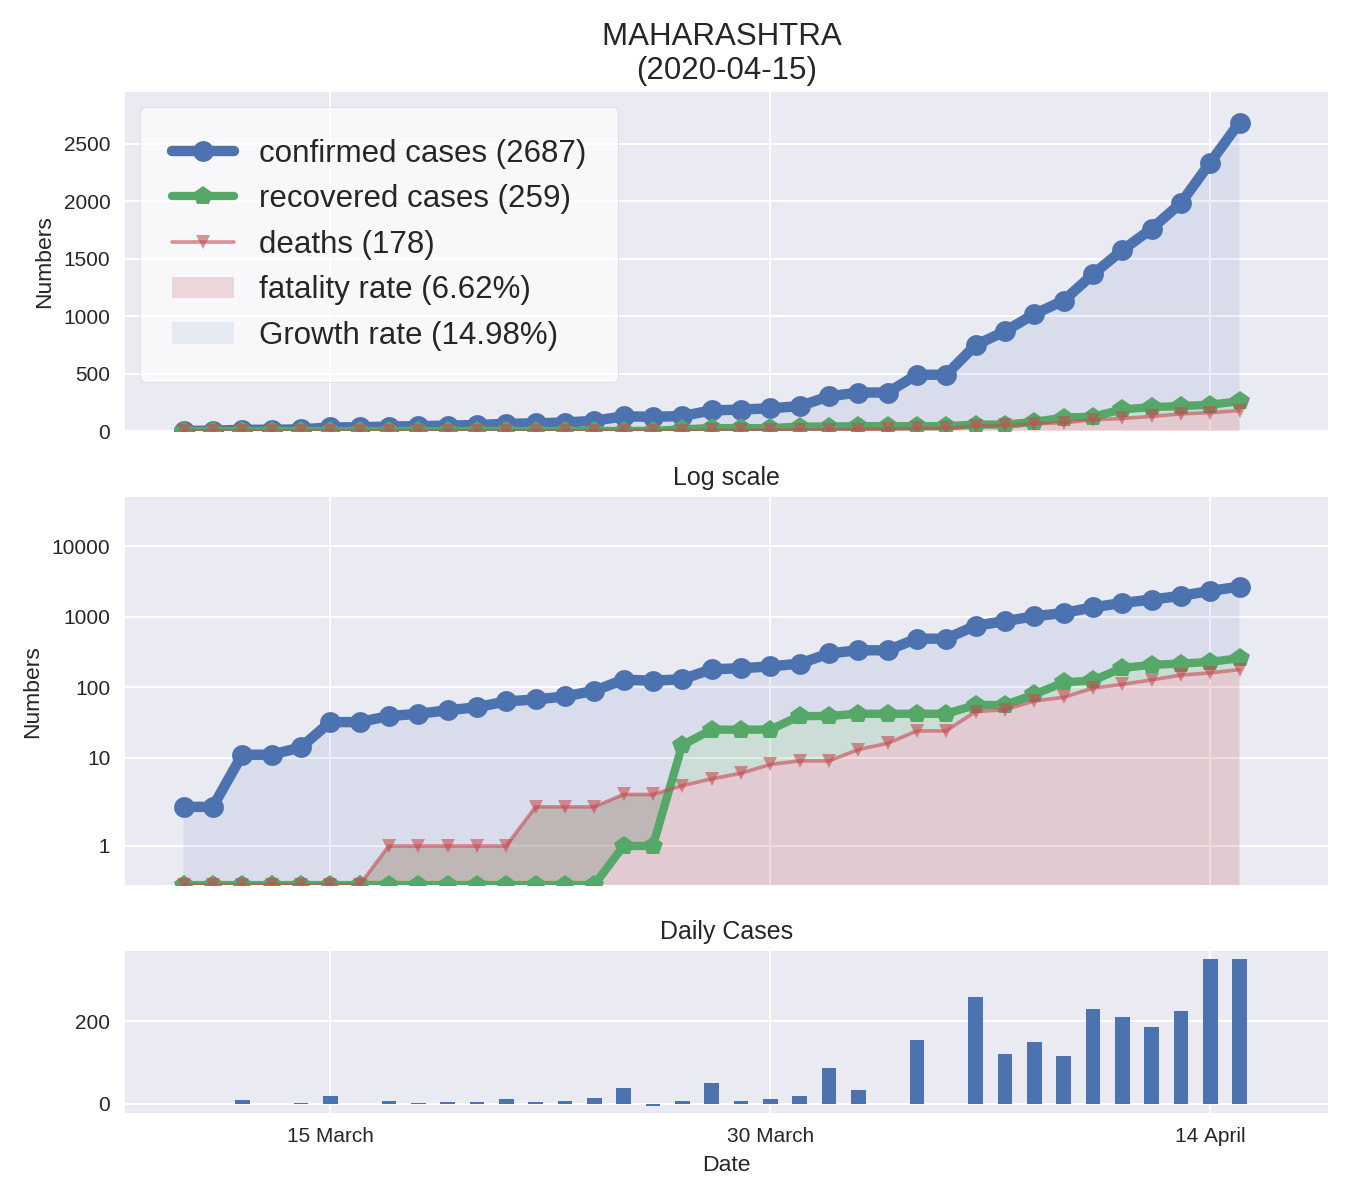 MAHARASHTRA
(2020-04-15)
Numbers
2500
2000
1500
1000
500
0
confirmed cases (2687)
recovered cases (259)
deaths (178)
fatality rate (6.62%)
Growth rate (14.98%)
Log scale
Numbers
10000
1000
100
10
1
Daily Cases
200
0
15 March
30 March
14 April
Date